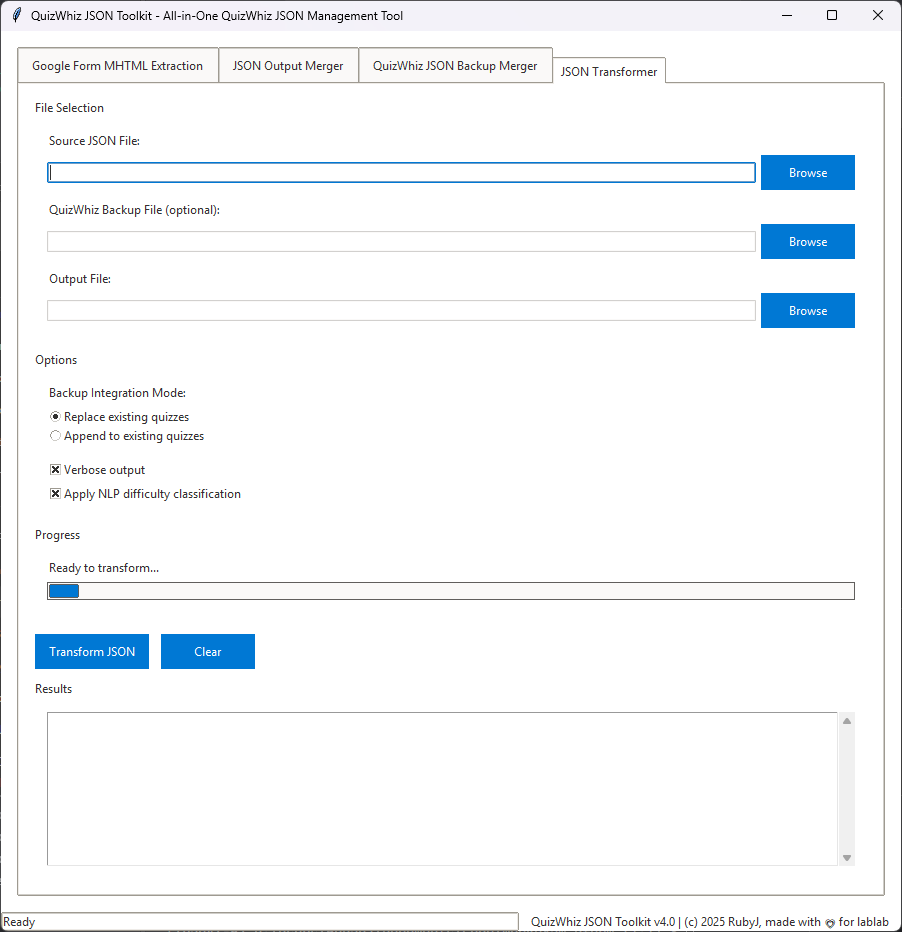 QuizWhiz JSON Toolkit - All-in-One QuizWhiz JSON Management Tool
Google Form MHTML Extraction
JSON Output Merger
QuizWhiz JSON Backup Merger
JSON Transformer
File Selection
Source JSON File:
Browse
QuizWhiz Backup File (optional):
Browse
Output File:
Browse
Options
Backup Integration Mode:
Replace existing quizzes
Append to existing quizzes
Verbose output
Apply NLP difficulty classification
Progress
Ready to transform...
Transform JSON
Clear
Results
Ready
QuizWhiz JSON Toolkit v4.0 | (c) 2025 RubyJ, made with for lablab